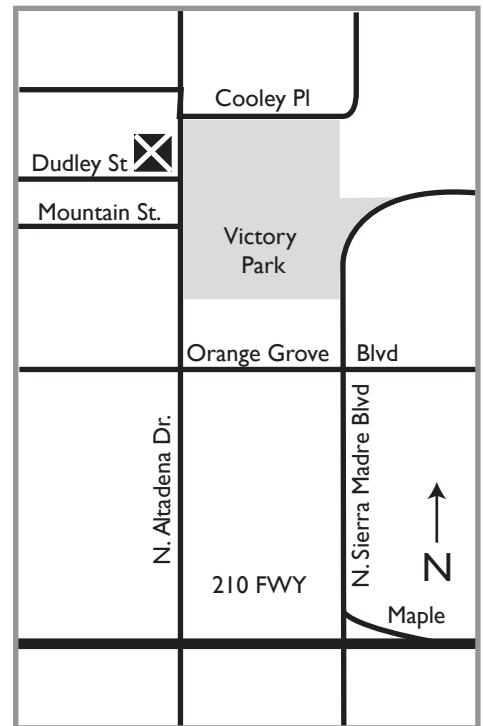 Cooley Pl
Dudley St
Mountain St.
Victory
Park
Orange Grove Blvd
N. Altadena Dr.
N. Sierra Madre Blvd
N
210 FWY
Maple